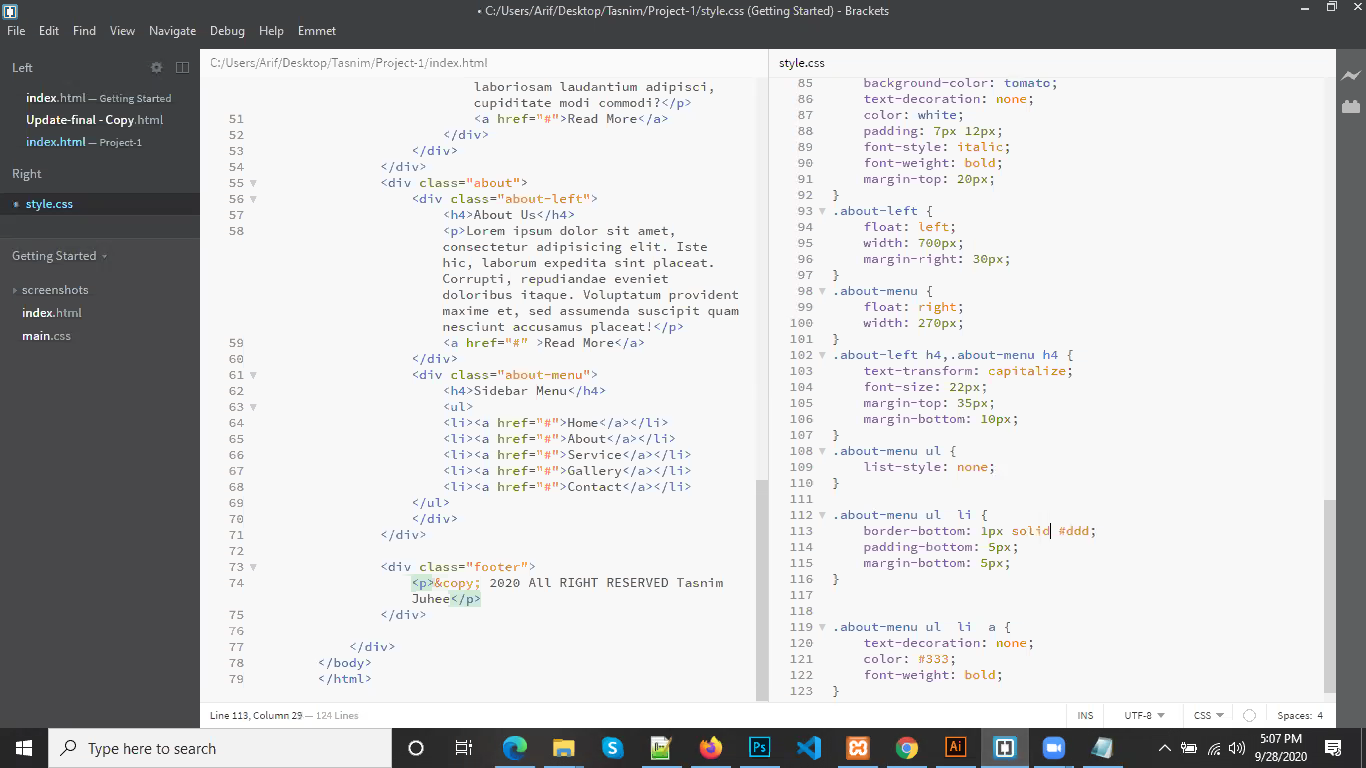 • C:/Users/Arif/Desktop/Tasnim/Project-1/style.css (Getting Started) - Brackets
File Edit Find View Navigate Debug Help Emmet
Left
index.html — Getting Started
Update-final - Copy.html
index.html — Project-1
Right
style.css
Getting Started
screenshots
index.html
main.css
C:/Users/Arif/Desktop/Tasnim/Project-1/index.html
laboriosam laudantium adipisci,
cupiditate modi commodi?</p>
51 <a href="#">Read More</a>
52 </div>
53 </div>
54 </div>
55 <div class="about">
56 <div class="about-left">
57 <h4>About Us</h4>
58 <p>Lorem ipsum dolor sit amet,
consectetur adipisicing elit. Iste
hic, laborum expedita sint placeat.
Corrupti, repudiandae eveniet
doloribus itaque. Voluptatum provident
maxime et, sed assumenda suscipit quam
nesciunt accusamus placeat!</p>
59 <a href="#" >Read More</a>
60 </div>
61 <div class="about-menu">
62 <h4>Sidebar Menu</h4>
63 <ul>
64 <li><a href="#">Home</a></li>
65 <li><a href="#">About</a></li>
66 <li><a href="#">Service</a></li>
67 <li><a href="#">Gallery</a></li>
68 <li><a href="#">Contact</a></li>
69 </ul>
70 </div>
71 </div>
72
73 <div class="footer">
74 <p>&copy; 2020 All RIGHT RESERVED Tasnim
Juhee</p>
75 </div>
76
77 </div>
78 </body>
79 </html>
style.css
85 background-color: tomato;
86 text-decoration: none;
87 color: white;
88 padding: 7px 12px;
89 font-style: italic;
90 font-weight: bold;
91 margin-top: 20px;
92 }
93 .about-left {
94 float: left;
95 width: 700px;
96 margin-right: 30px;
97 }
98 .about-menu {
99 float: right;
100 width: 270px;
101 }
102 .about-left h4,.about-menu h4 {
103 text-transform: capitalize;
104 font-size: 22px;
105 margin-top: 35px;
106 margin-bottom: 10px;
107 }
108 .about-menu ul {
109 list-style: none;
110 }
111
112 .about-menu ul  li {
113 border-bottom: 1px solid #ddd;
114 padding-bottom: 5px;
115 margin-bottom: 5px;
116 }
117
118
119 .about-menu ul  li  a {
120 text-decoration: none;
121 color: #333;
122 font-weight: bold;
123 }
Line 113, Column 29 — 124 Lines
INS UTF-8 CSS Spaces: 4
Type here to search
Ps
Ai
5:07 PM
9/28/2020